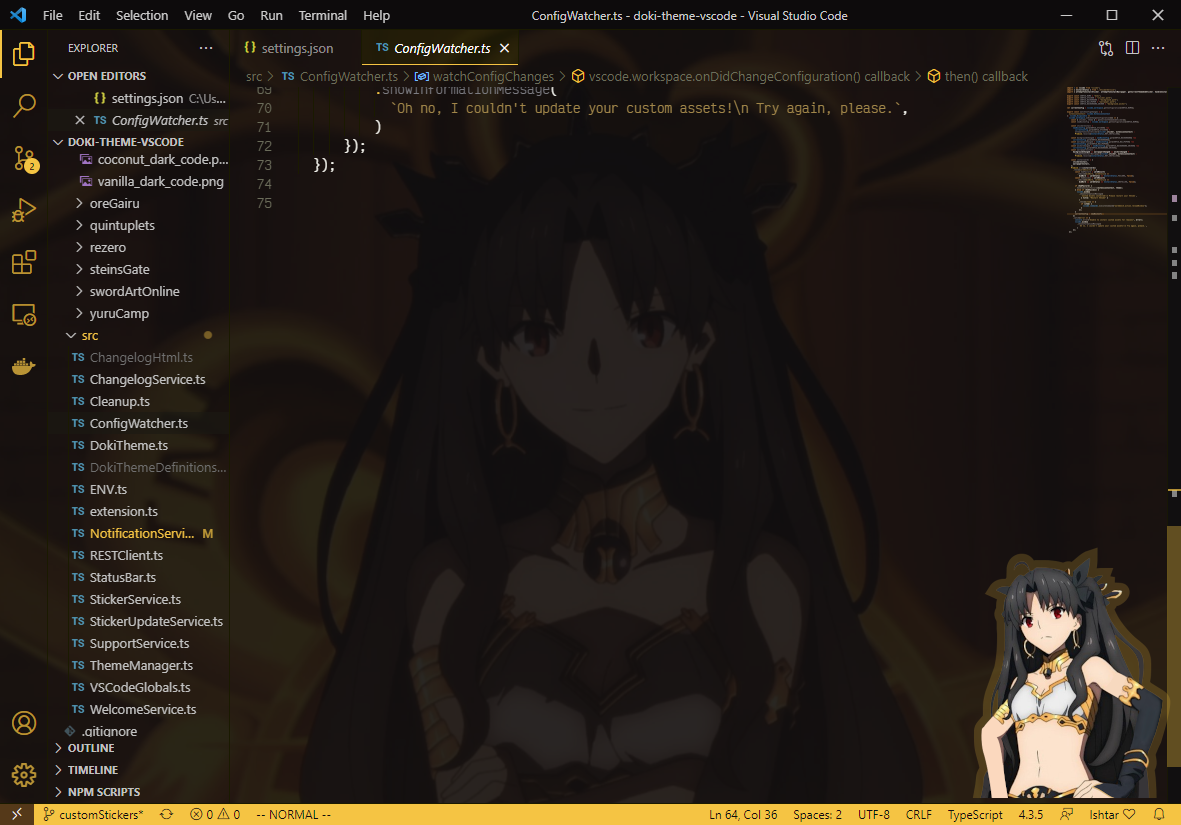 File Edit Selection View Go Run Terminal Help ConfigWatcher.ts - doki-theme-vscode - Visual Studio Code
EXPLORER ...
{} settings.json
TS ConfigWatcher.ts
src > TS ConfigWatcher.ts > watchConfigChanges > vscode.workspace.onDidChangeConfiguration() callback > then() callback
OPEN EDITORS
{} settings.json C:\Us...
TS ConfigWatcher.ts src
DOKI-THEME-VSCODE
coconut_dark_code.p...
vanilla_dark_code.png
oreGairu
quintuplets
rezero
steinsGate
swordArtOnline
yuruCamp
src
TS ChangelogHtml.ts
TS ChangelogService.ts
TS Cleanup.ts
TS ConfigWatcher.ts
TS DokiTheme.ts
TS DokiThemeDefinitions...
TS ENV.ts
TS extension.ts
TS NotificationServi... M
TS RESTClient.ts
TS StatusBar.ts
TS StickerService.ts
TS StickerUpdateService.ts
TS SupportService.ts
TS ThemeManager.ts
TS VSCodeGlobals.ts
TS WelcomeService.ts
.gitignore
OUTLINE
TIMELINE
NPM SCRIPTS
2
69 .showInformationMessage(
70 `Oh no, I couldn't update your custom assets!\n Try again, please.`,
71 )
72 });
73 });
74
75
customStickers* 0 0 -- NORMAL -- Ln 64, Col 36 Spaces: 2 UTF-8 CRLF TypeScript 4.3.5 Ishtar ♡